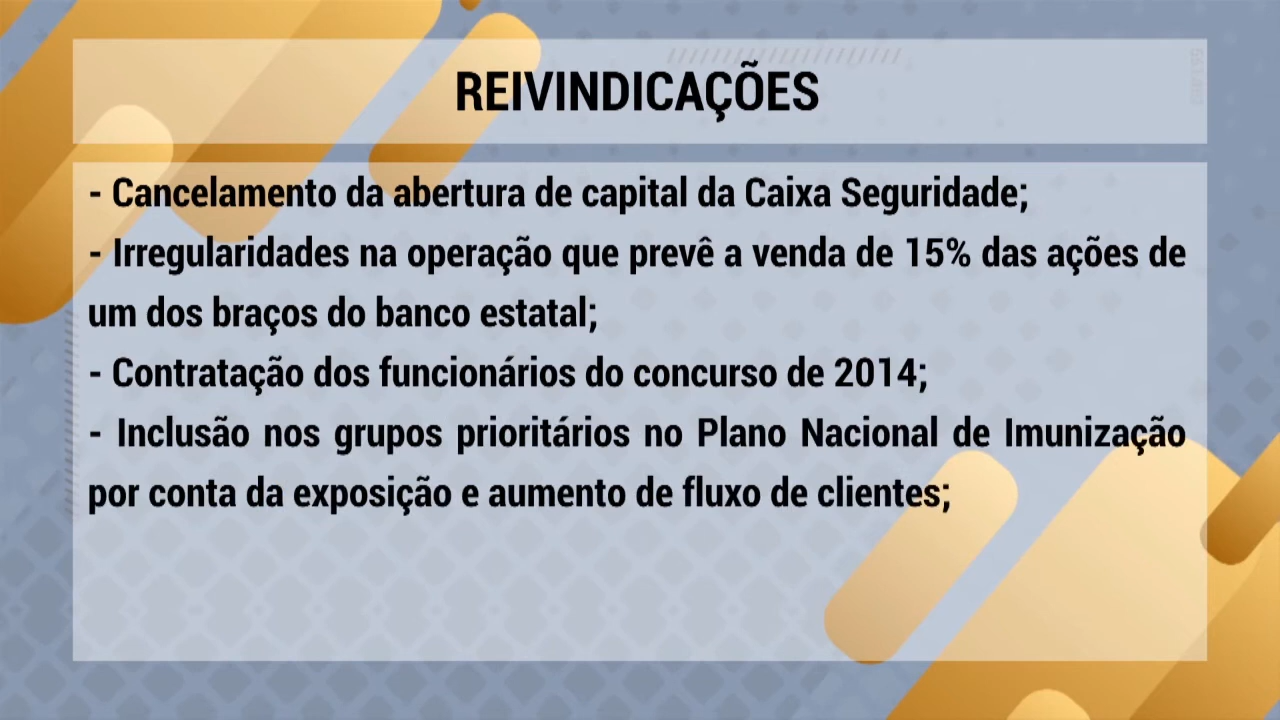 REIVINDICAÇÕES
- Cancelamento da abertura de capital da Caixa Seguridade;
- Irregularidades na operação que prevê a venda de 15% das ações de
um dos braços do banco estatal;
- Contratação dos funcionários do concurso de 2014;
- Inclusão nos grupos prioritários no Plano Nacional de Imunização
por conta da exposição e aumento de fluxo de clientes;